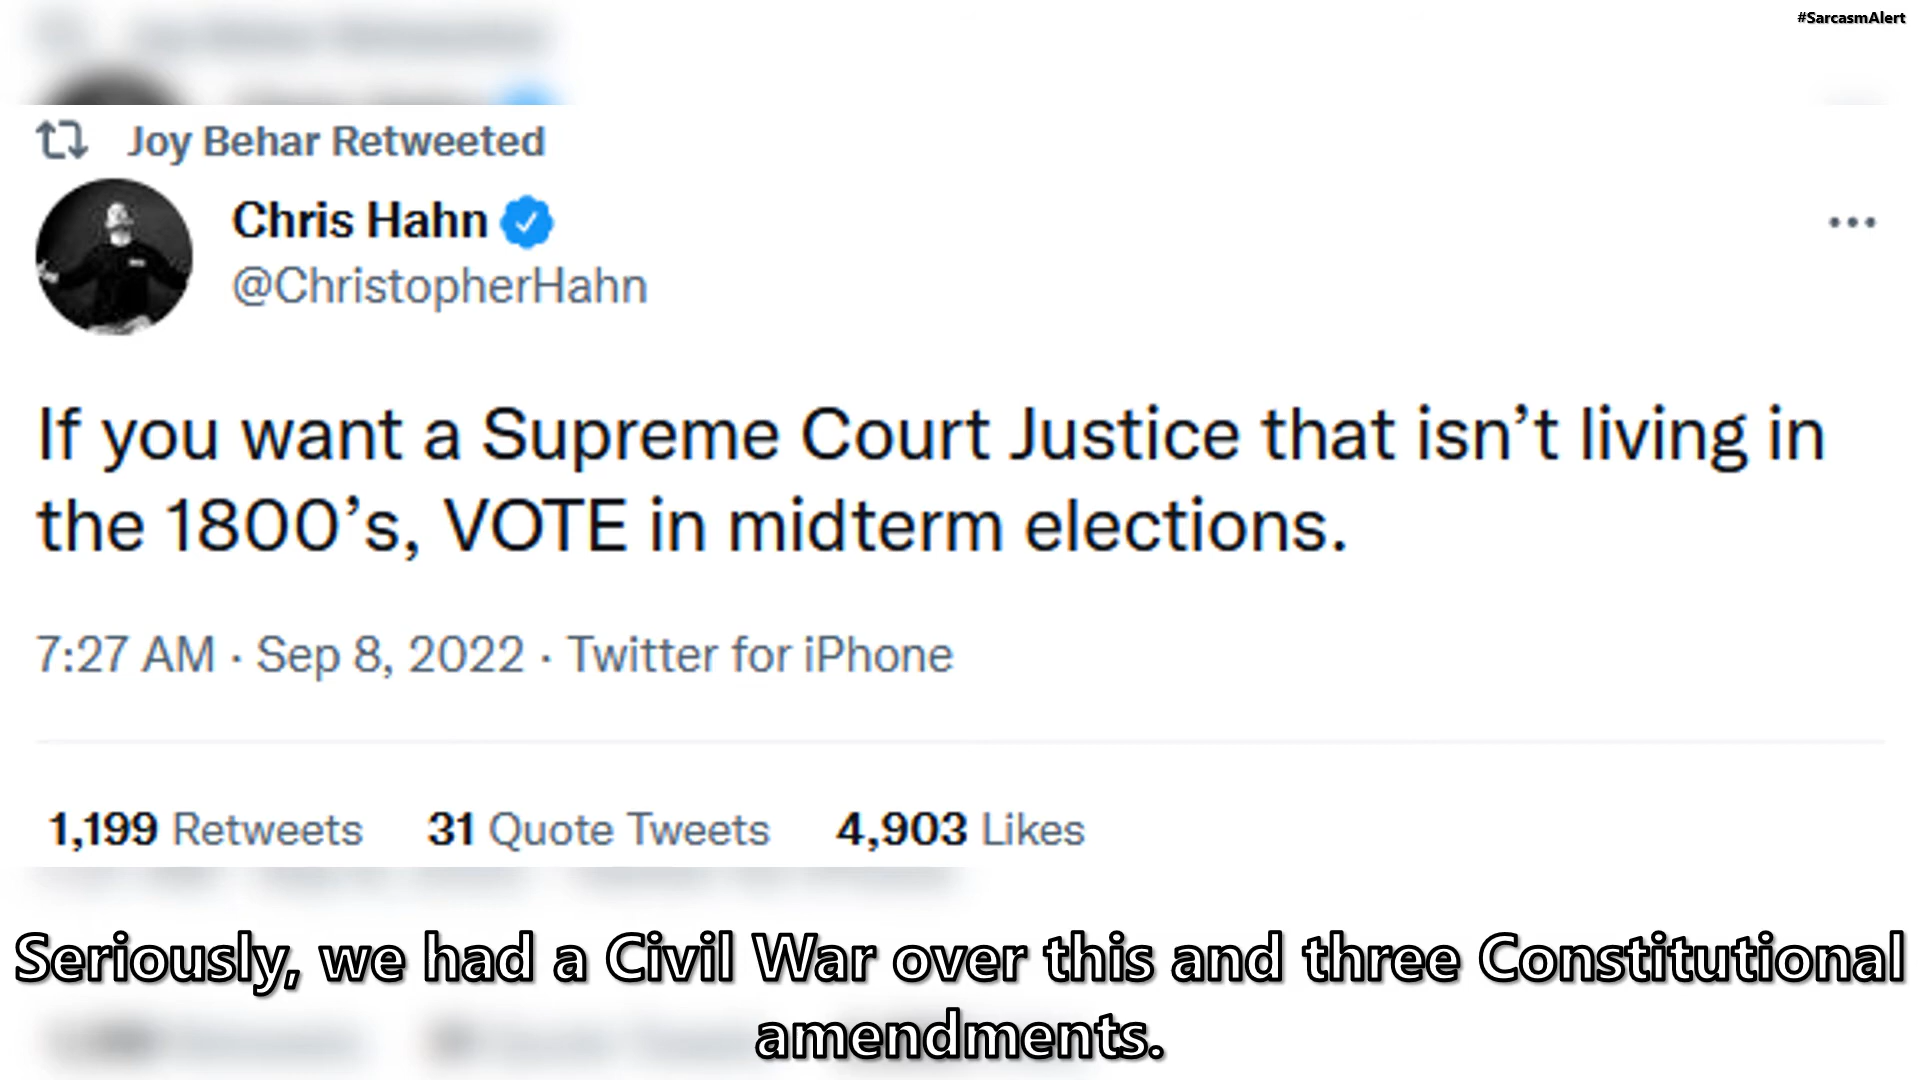 #SarcasmAlert
Joy Behar Retweeted
Chris Hahn
@ChristopherHahn
If you want a Supreme Court Justice that isn’t living in
the 1800’s, VOTE in midterm elections.
7:27 AM · Sep 8, 2022 · Twitter for iPhone
1,199 Retweets 31 Quote Tweets 4,903 Likes
Seriously, we had a Civil War over this and three Constitutional
amendments.